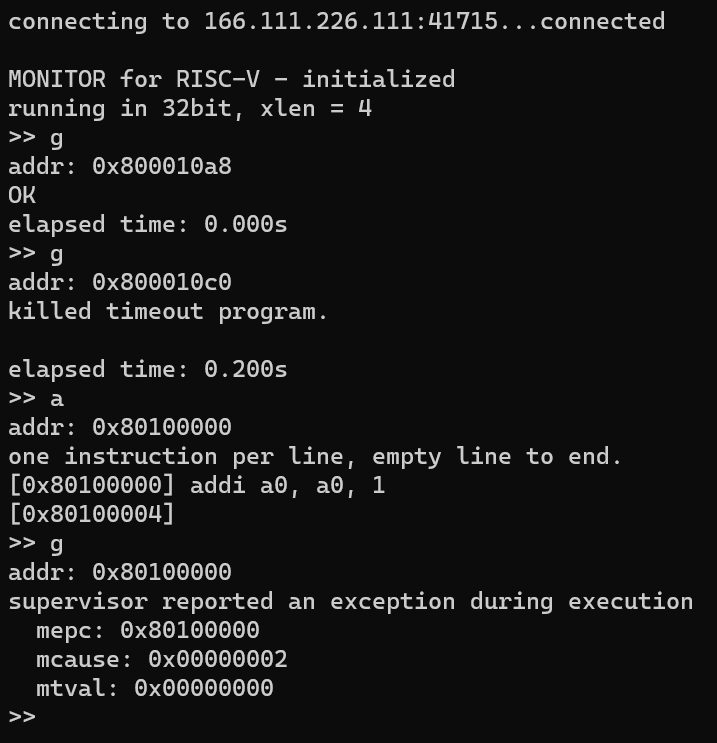 connecting to 166.111.226.111:41715...connected
MONITOR for RISC-V - initialized
running in 32bit, xlen = 4
>> g
addr: 0x800010a8
OK
elapsed time: 0.000s
>> g
addr: 0x800010c0
killed timeout program.
elapsed time: 0.200s
>> a
addr: 0x80100000
one instruction per line, empty line to end.
[0x80100000] addi a0, a0, 1
[0x80100004]
>> g
addr: 0x80100000
supervisor reported an exception during execution
  mepc: 0x80100000
  mcause: 0x00000002
  mtval: 0x00000000
>>